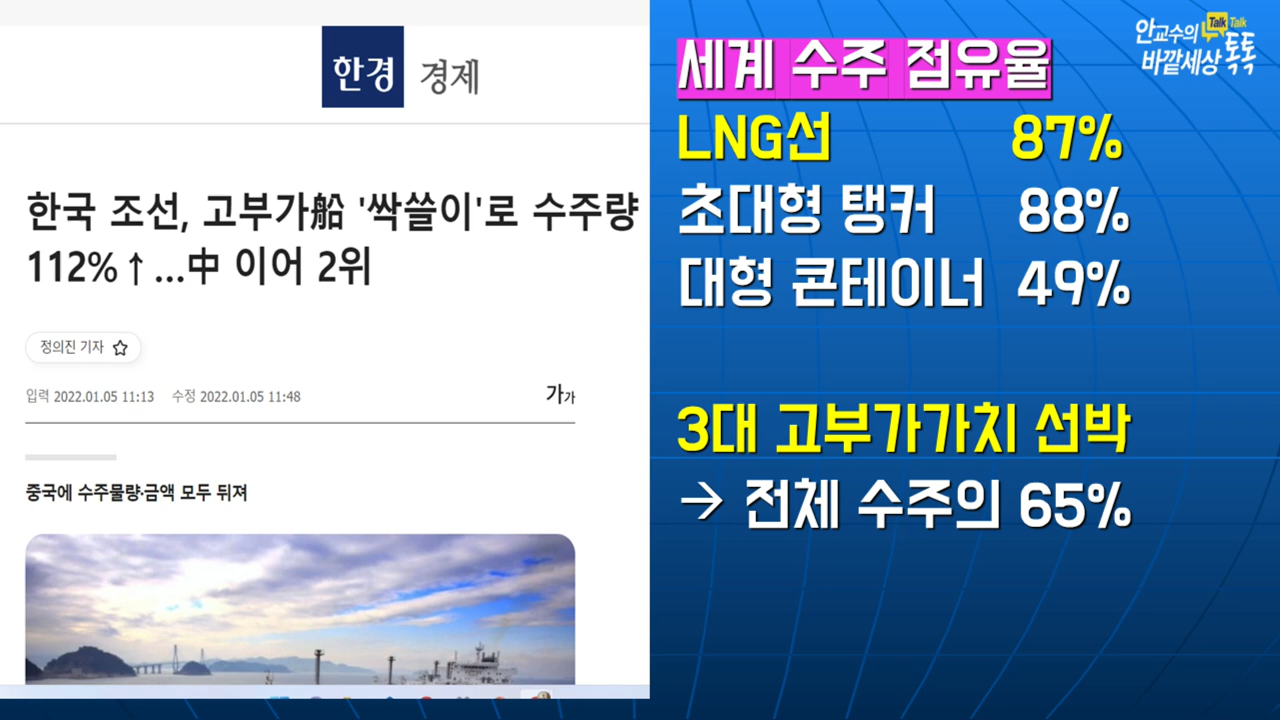 한경 경제
한국 조선, 고부가船 '싹쓸이'로 수주량
112%↑...中 이어 2위
정의진 기자
입력 2022.01.05 11:13 수정 2022.01.05 11:48
가가
중국에 수주물량·금액 모두 뒤져
안교수의 Talk Talk
바깥세상 톡톡
세계 수주 점유율
LNG선 87%
초대형 탱커 88%
대형 콘테이너 49%
3대 고부가가치 선박
→ 전체 수주의 65%